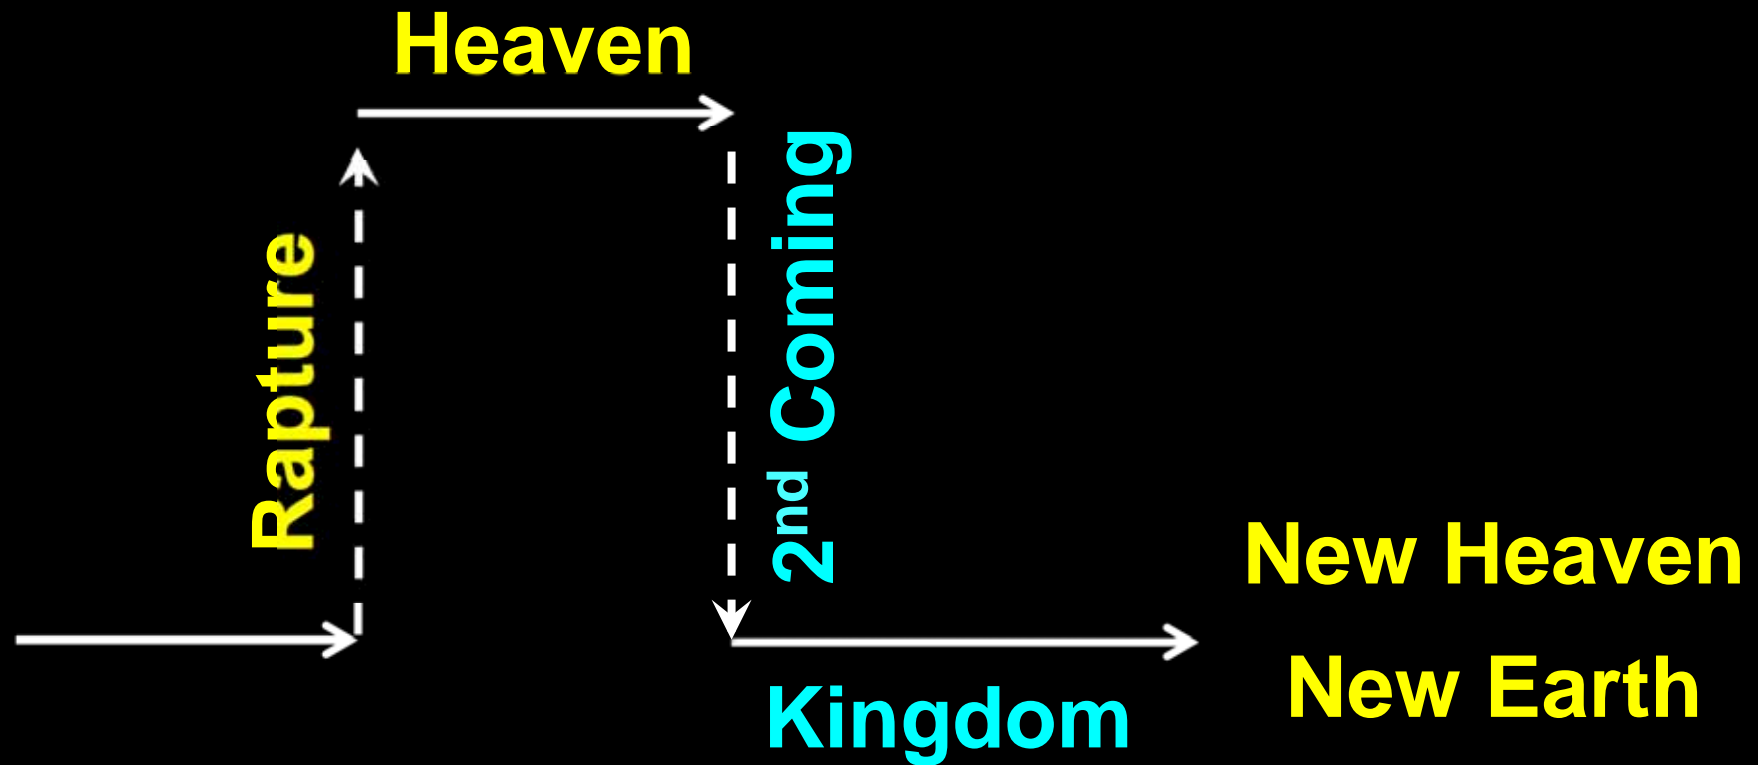 Heaven
Rapture
2nd Coming
New Heaven
New Earth
Kingdom